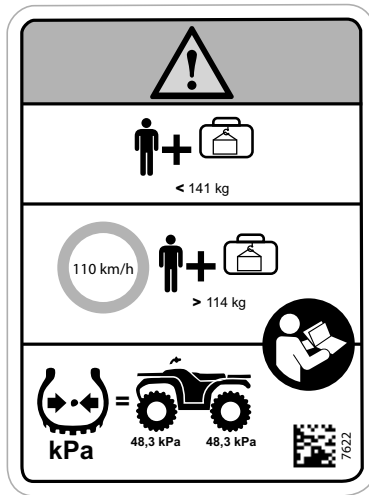 < 141 kg
110 km/h
> 114 kg
=
kPa
48,3 kPa 48,3 kPa
7622